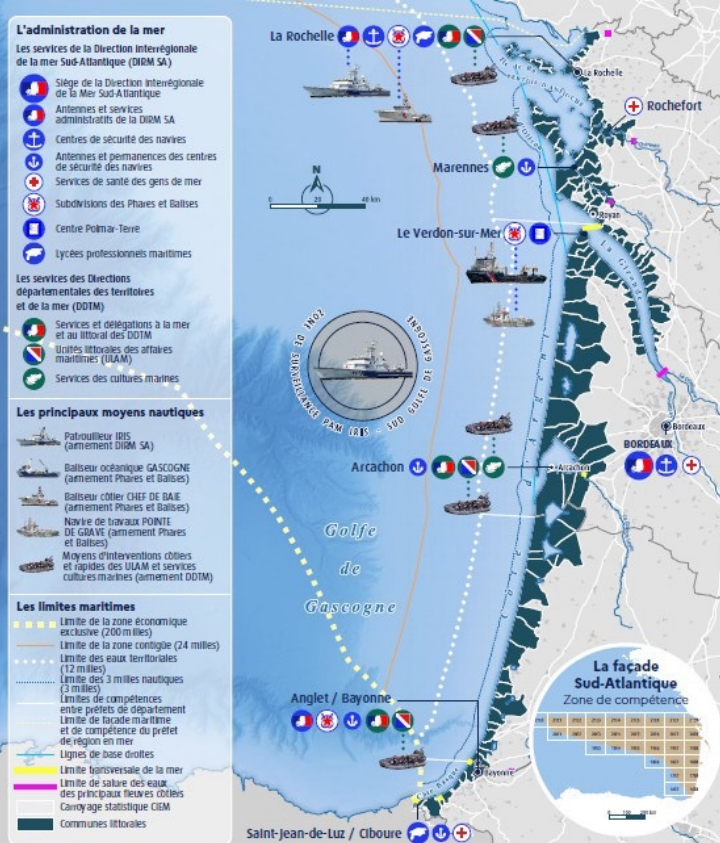 L'administration de la mer
Les services de la Direction interrégionale
de la mer Sud-Atlantique (DIRM SA)
Siège de la Direction interrégionale
de la Mer Sud-Atlantique
Antennes et services
administratifs de la DIRM SA
Centres de sécurité des navires
Antennes et permanences des centres
de sécurité des navires
Services de santé des gens de mer
Subdivisions des Phares et Balises
Centre Polmar-Terre
Lycées professionnels maritimes
Les services des Directions
départementales des territoires
et de la mer (DDTM)
Services et délégations à la mer
et au littoral des DDTM
Unités littorales des affaires
maritimes (ULAM)
Services des cultures marines
Les principaux moyens nautiques
Patrouilleur IRIS
(armement DIRM SA)
Baliseur océanique GASCOGNE
(armement Phares et Balises)
Baliseur côtier CHEF DE BAIE
(armement Phares et Balises)
Navire de travaux POINTE
DE GRAVE (armement Phares
et Balises)
Moyens d'interventions côtiers
et rapides des ULAM et services
cultures marines (armement DDTM)
Les limites maritimes
Limite de la zone économique
exclusive (200 milles)
Limite de la zone contigüe (24 milles)
Limite des eaux territoriales
(12 milles)
Limite des 3 milles nautiques
(3 milles)
Limites de compétences
entre préfets de département
Limite de façade maritime
et de compétence du préfet
de région en mer
Lignes de base droites
Limite transversale de la mer
Limite de salure des eaux
des principaux fleuves côtiers
Carroyage statistique CIEM
Communes littorales
La Rochelle
La Rochelle
Rochefort
Marennes
N
0 20 40 km
Royan
Le Verdon-sur-Mer
La Gironde
ZONE DE SURVEILLANCE PAM IRIS - SUD GOLFE DE GASCOGNE
Bordeaux
BORDEAUX
Arcachon
Arcachon
Golfe
de
Gascogne
Anglet / Bayonne
Bayonne
Côte Basque
Saint-Jean-de-Luz / Ciboure
La façade
Sud-Atlantique
Zone de compétence